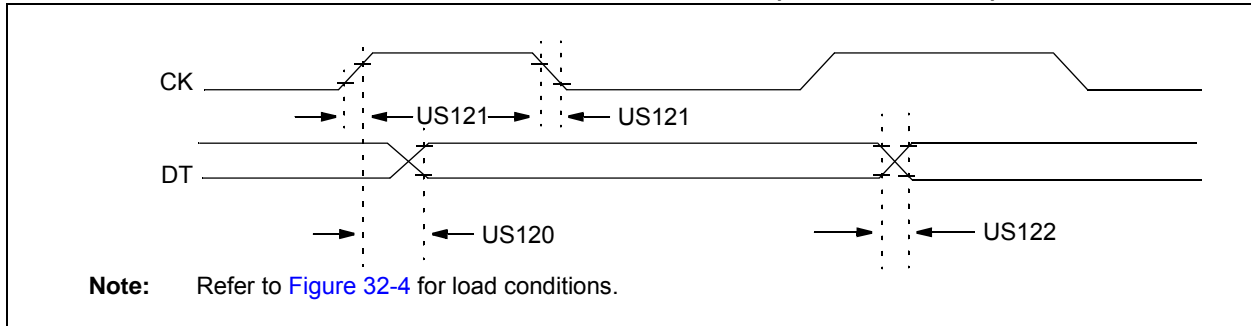 CK
US121
US121
DT
US120
US122
Note: Refer to Figure 32-4 for load conditions.